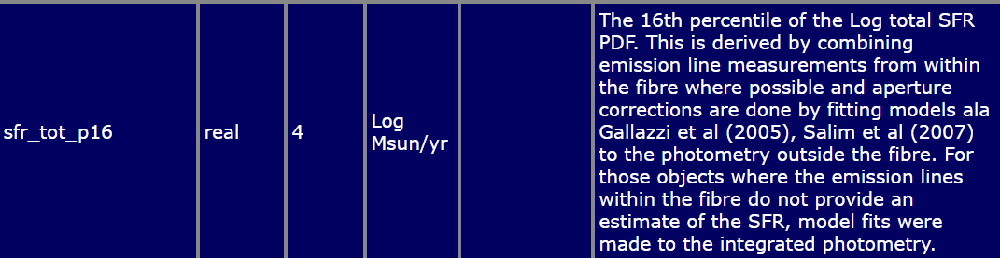 sfr_tot_p16
real
4
Log
Msun/yr
The 16th percentile of the Log total SFR
PDF. This is derived by combining
emission line measurements from within
the fibre where possible and aperture
corrections are done by fitting models ala
Gallazzi et al (2005), Salim et al (2007)
to the photometry outside the fibre. For
those objects where the emission lines
within the fibre do not provide an
estimate of the SFR, model fits were
made to the integrated photometry.